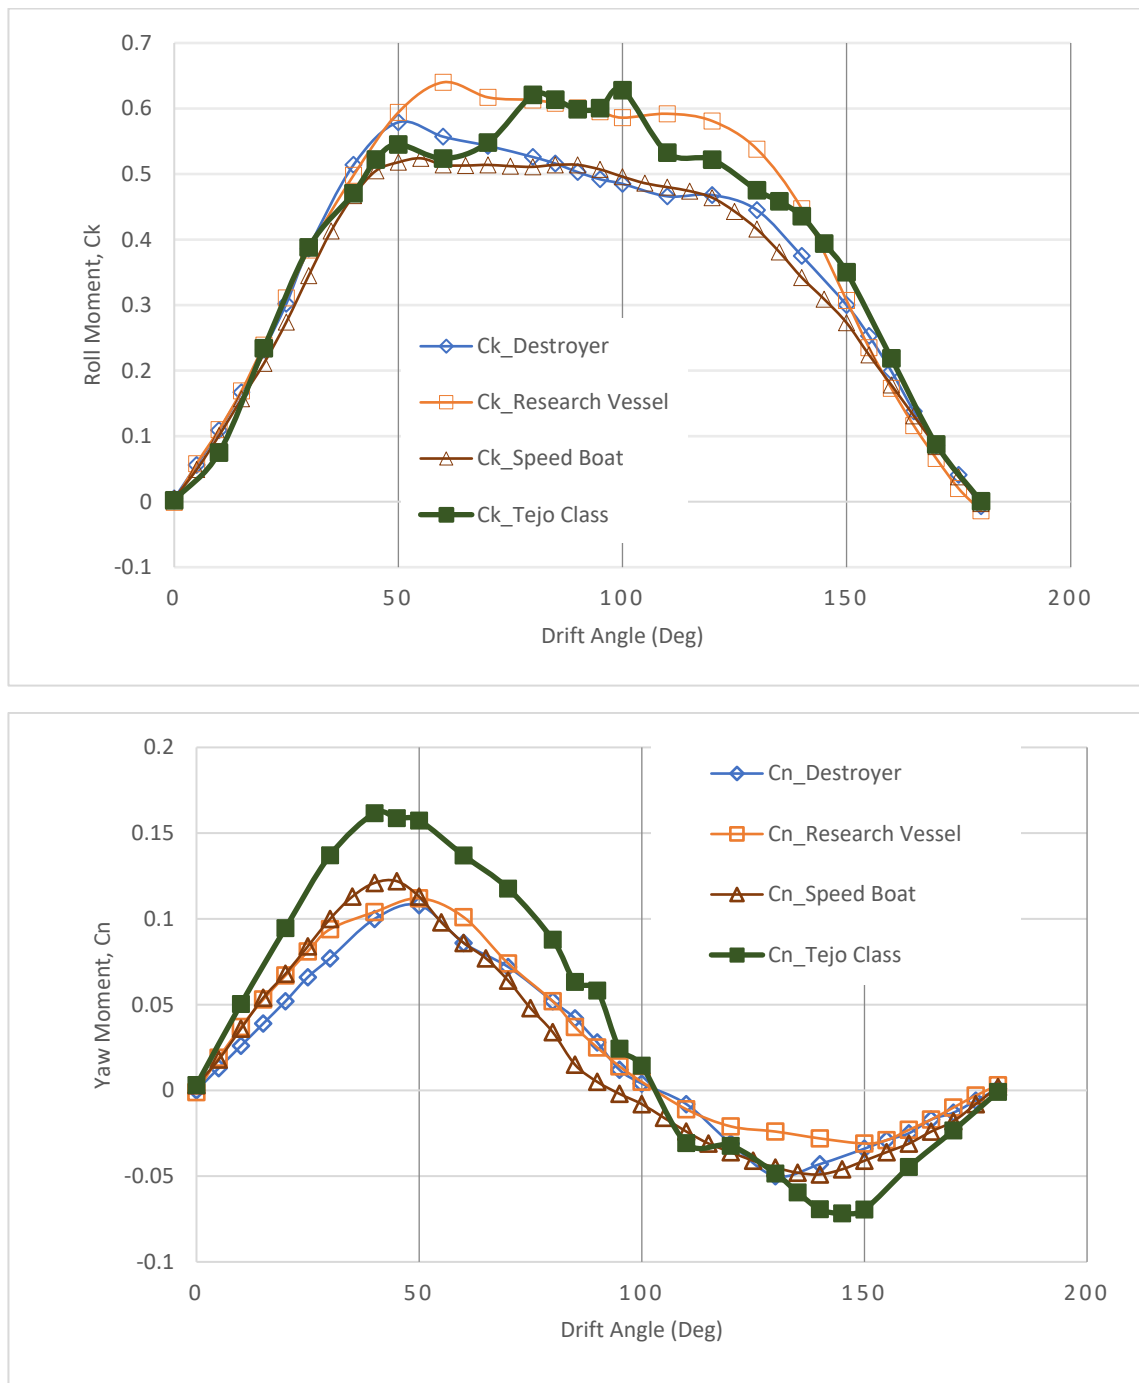 0.7
0.6
0.5
0.4
0.3
0.2
0.1
0
-0.1
Roll Moment, Ck
Ck_Destroyer
Ck_Research Vessel
Ck_Speed Boat
Ck_Tejo Class
0 50 100 150 200
Drift Angle (Deg)
0.2
0.15
0.1
0.05
0
-0.05
-0.1
Yaw Moment, Cn
Cn_Destroyer
Cn_Research Vessel
Cn_Speed Boat
Cn_Tejo Class
0 50 100 150 200
Drift Angle (Deg)